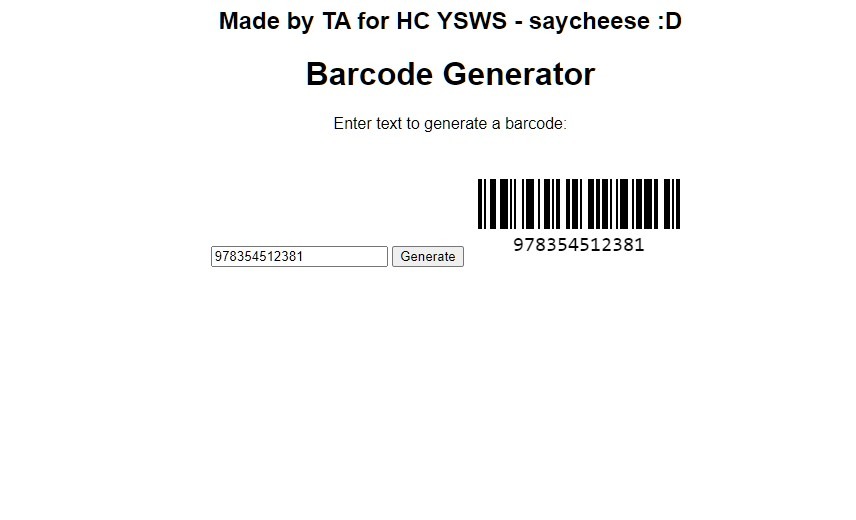 Made by TA for HC YSWS - saycheese :D
Barcode Generator
Enter text to generate a barcode:
978354512381
978354512381 Generate